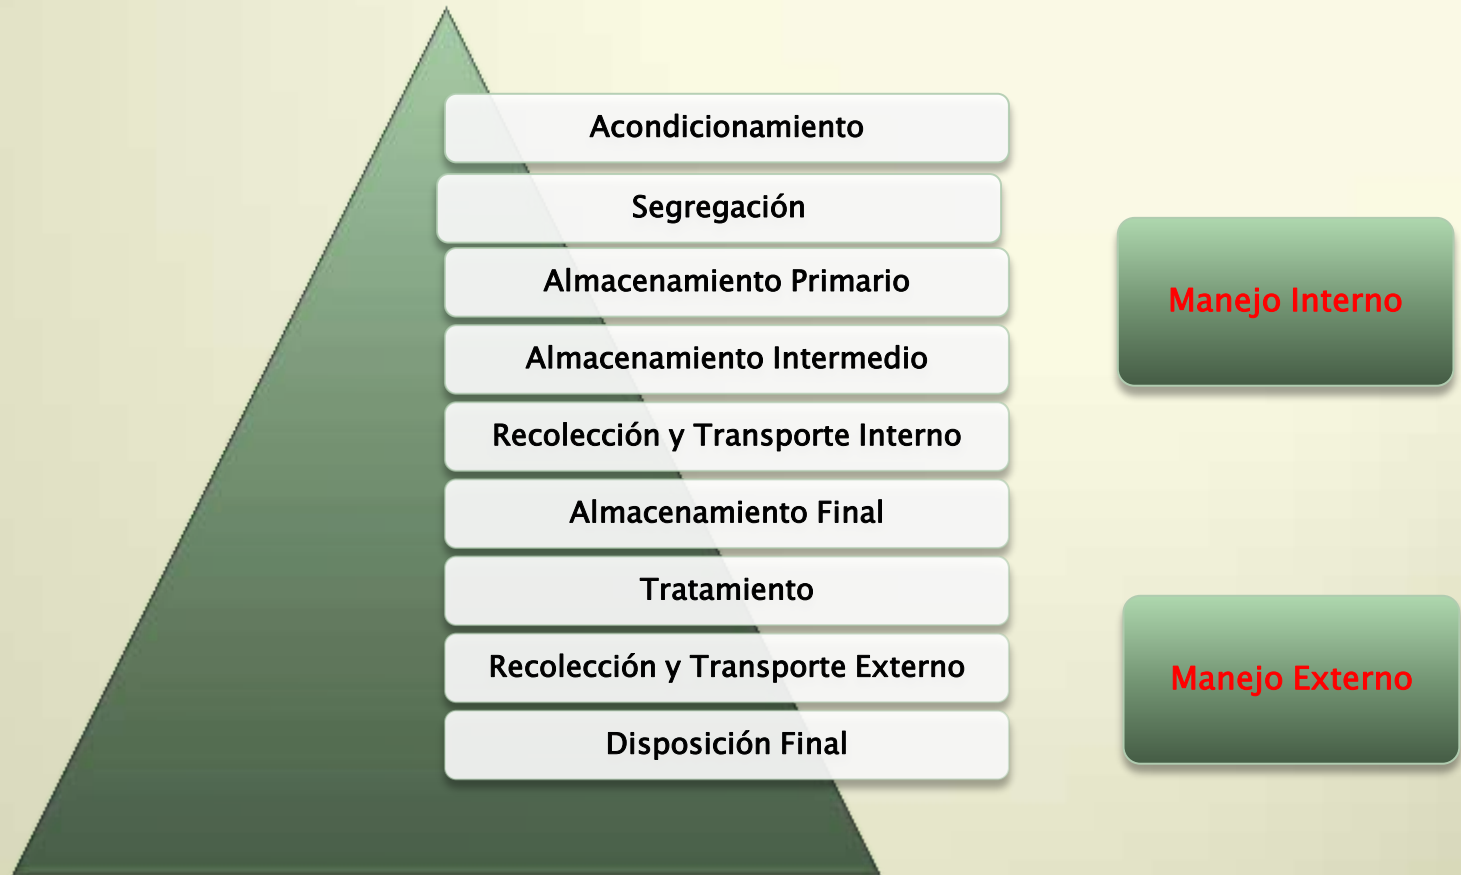 Acondicionamiento
Segregación
Almacenamiento Primario
Almacenamiento Intermedio
Recolección y Transporte Interno
Almacenamiento Final
Tratamiento
Recolección y Transporte Externo
Disposición Final
Manejo Interno
Manejo Externo